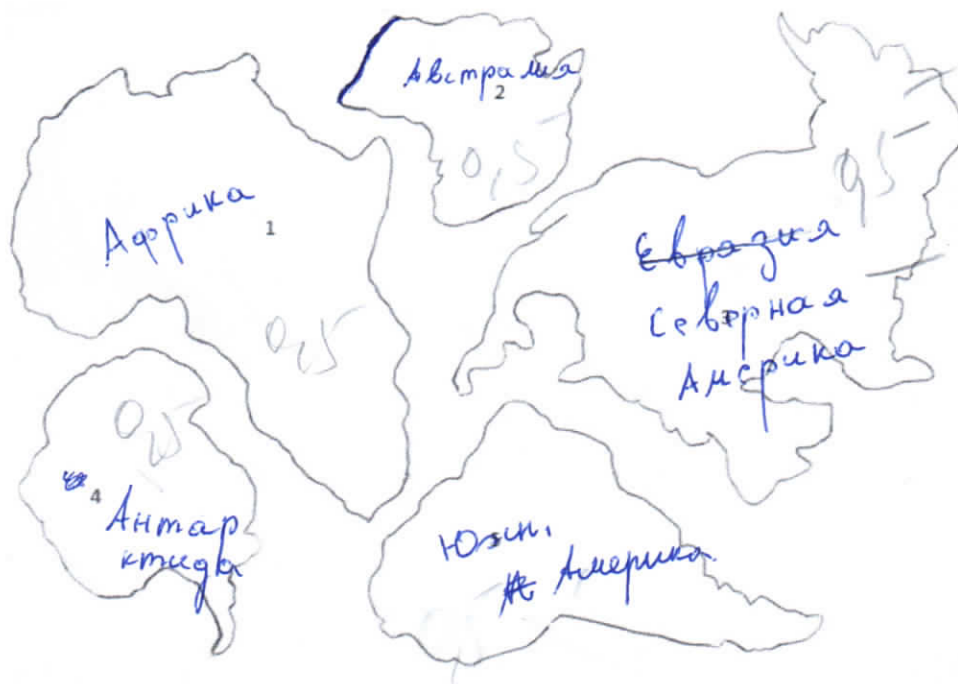 Австралия
2
0,5
Африка
1
0,5
0,5
Евразия
Северная
3
Америка
0,5
4
Антар
ктида
Южн.
Америка